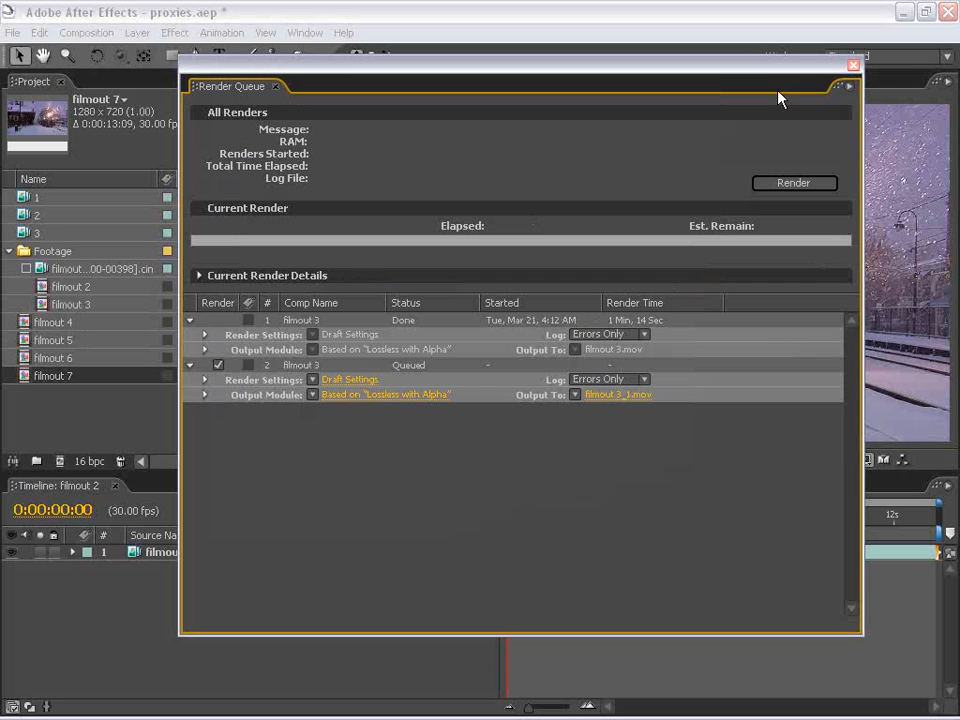 Adobe After Effects - proxies.aep *
File Edit Composition Layer Effect Animation View Window Help
Project
filmout 7
1280 x 720 (1.00)
Δ 0:00:13:09, 30.00 fps
Name
1
2
3
Footage
filmout...00-00398].cin
filmout 2
filmout 3
filmout 4
filmout 5
filmout 6
filmout 7
16 bpc
Render Queue
All Renders
Message:
RAM:
Renders Started:
Total Time Elapsed:
Log File:
Render
Current Render
Elapsed: Est. Remain:
Current Render Details
Render # Comp Name Status Started Render Time
1 filmout 3 Done Tue, Mar 21, 4:12 AM 1 Min, 14 Sec
Render Settings: Draft Settings Log: Errors Only
Output Module: Based on "Lossless with Alpha" Output To: filmout 3.mov
2 filmout 3 Queued - -
Render Settings: Draft Settings Log: Errors Only
Output Module: Based on "Lossless with Alpha" Output To: filmout 3_1.mov
Timeline: filmout 2
0:00:00:00 (30.00 fps)
12s
# Source Na
1 filmou